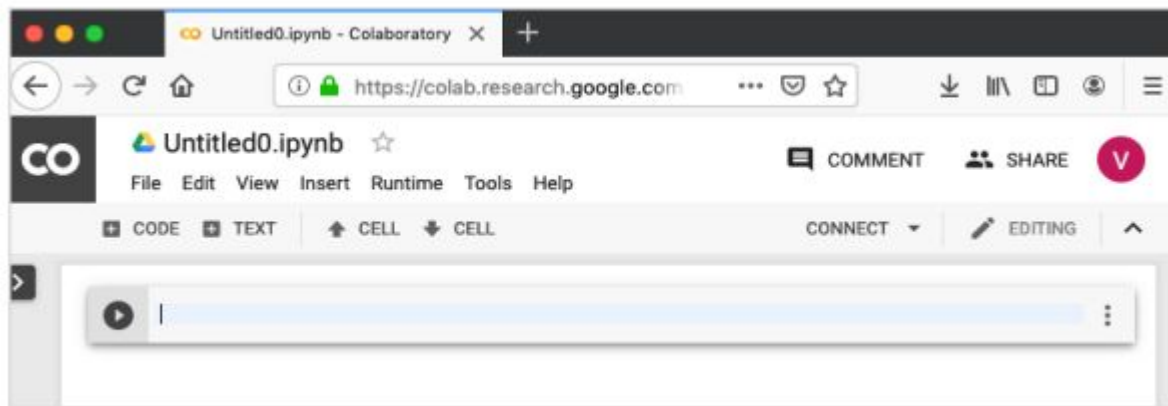 Untitled0.ipynb - Colaboratory
https://colab.research.google.com
CO Untitled0.ipynb
COMMENT SHARE V
File Edit View Insert Runtime Tools Help
CODE TEXT CELL CELL CONNECT EDITING